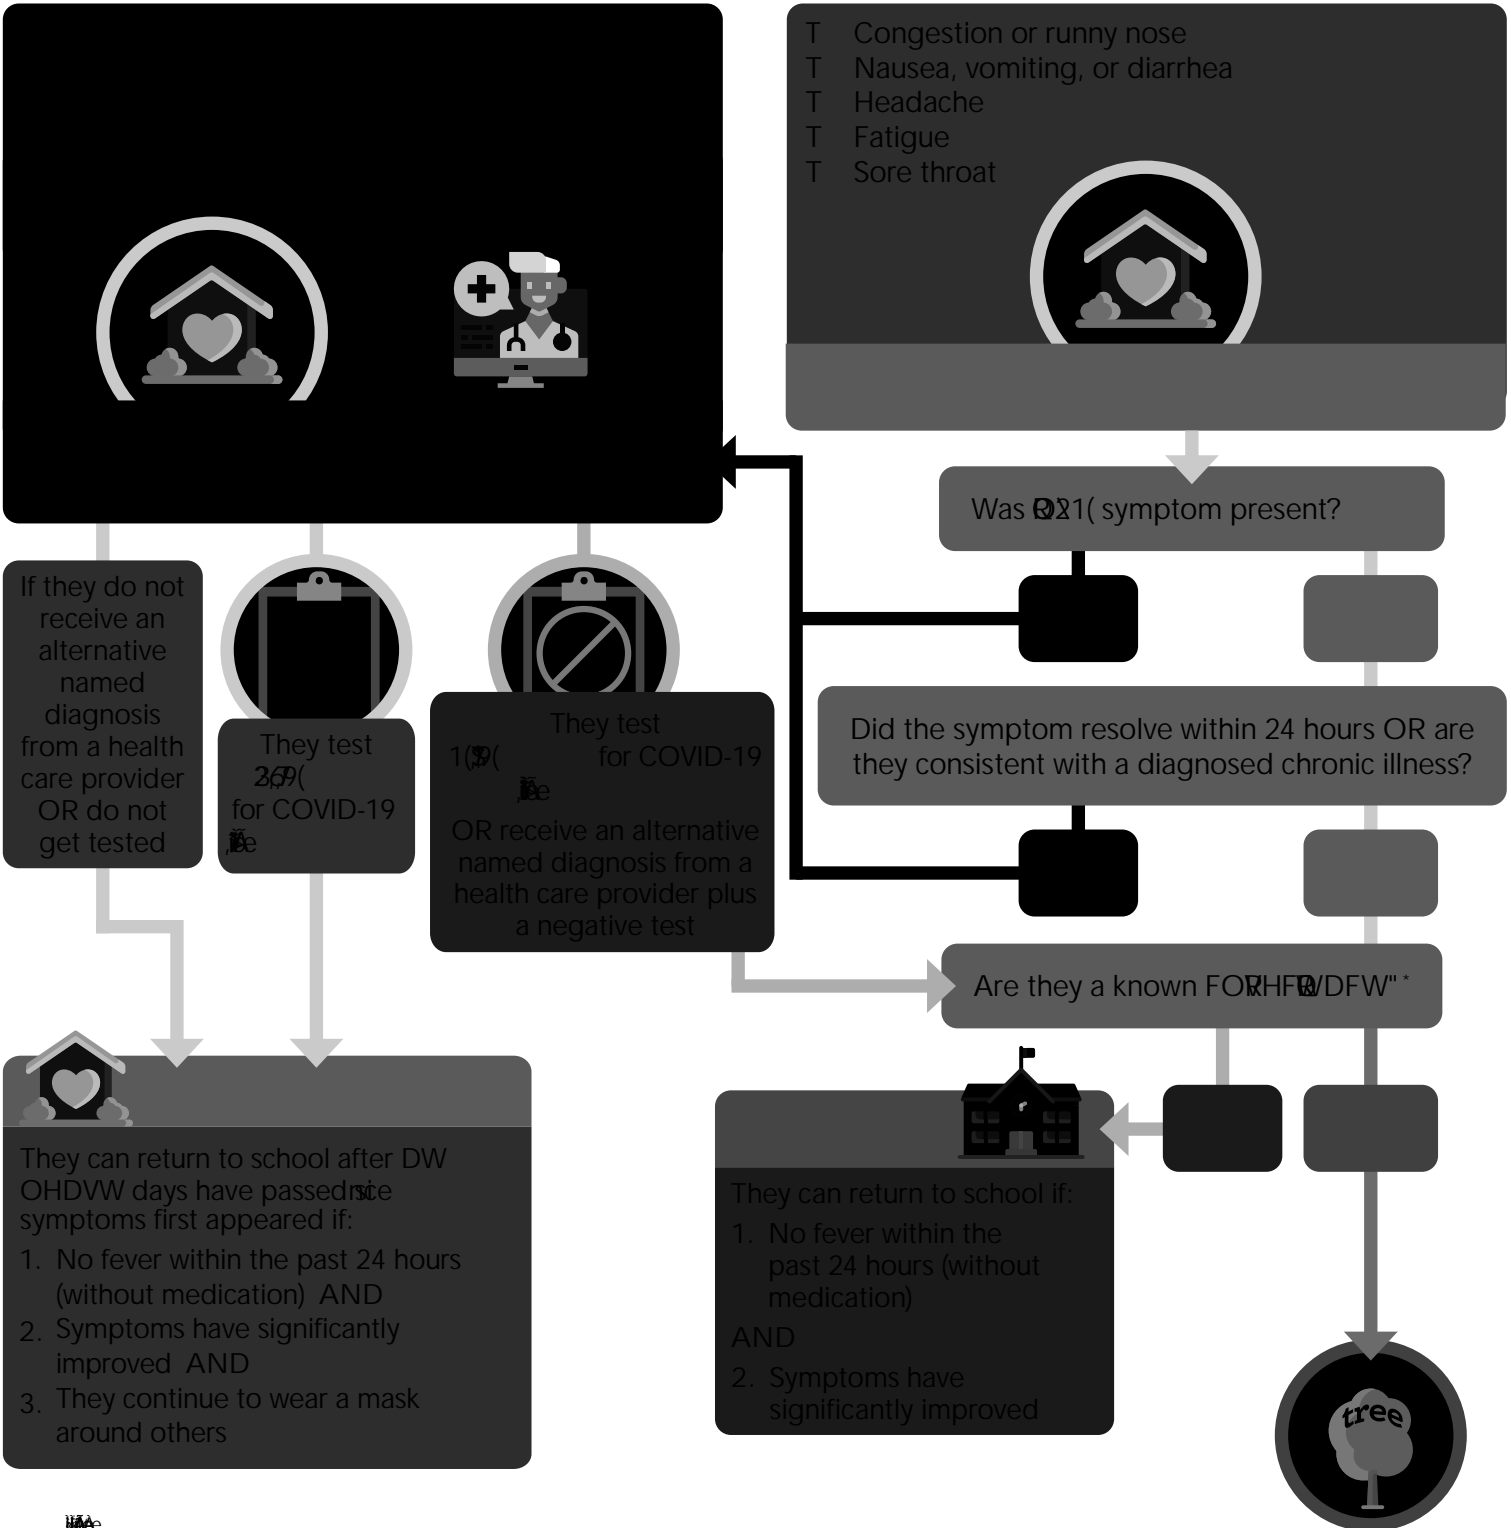 T Congestion or runny nose
T Nausea, vomiting, or diarrhea
T Headache
T Fatigue
T Sore throat
Was symptom present?
Did the symptom resolve within 24 hours OR are
they consistent with a diagnosed chronic illness?
Are they a known
If they do not
receive an
alternative
named
diagnosis
from a health
care provider
OR do not
get tested
They test
for COVID-19
They test
for COVID-19
OR receive an alternative
named diagnosis from a
health care provider plus
a negative test
They can return to school after DW
OHDVW days have passed
symptoms first appeared if:
1. No fever within the past 24 hours
(without medication) AND
2. Symptoms have significantly
improved AND
3. They continue to wear a mask
around others
They can return to school if:
1. No fever within the
past 24 hours (without
medication)
AND
2. Symptoms have
significantly improved
tree